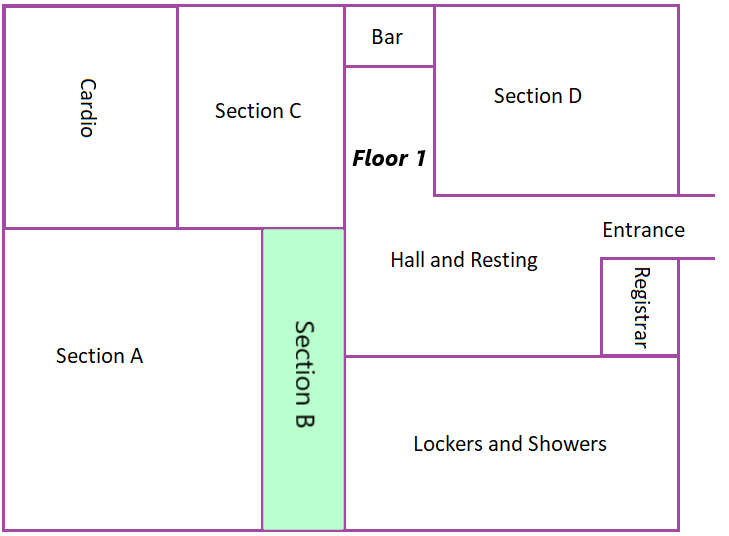 Bar
Cardio
Section C
Section D
Floor 1
Entrance
Hall and Resting
Registrar
Section A
Section B
Lockers and Showers